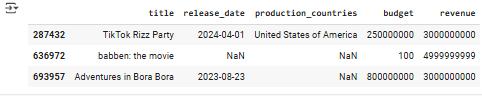 title release_date production_countries budget revenue
287432 TikTok Rizz Party 2024-04-01 United States of America 250000000 3000000000
636972 babben: the movie NaN NaN 100 4999999999
693957 Adventures in Bora Bora 2023-08-23 NaN 800000000 3000000000